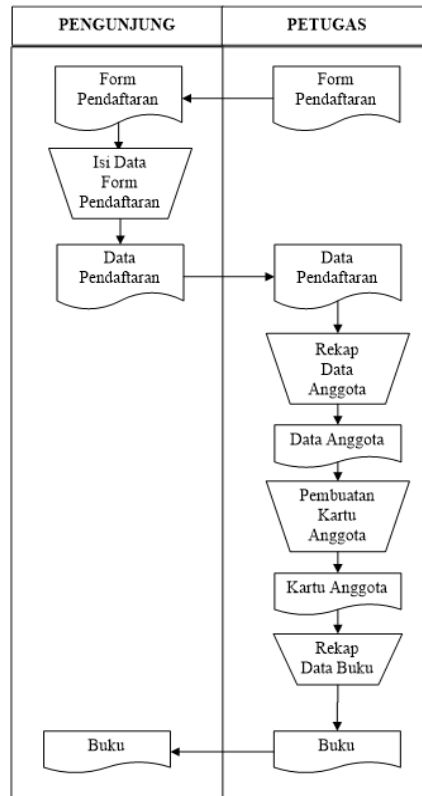 PENGUNJUNG
PETUGAS
Form
Pendaftaran
Form
Pendaftaran
Isi Data
Form
Pendaftaran
Data
Pendaftaran
Data
Pendaftaran
Rekap
Data
Anggota
Data Anggota
Pembuatan
Kartu
Anggota
Kartu Anggota
Rekap
Data Buku
Buku
Buku